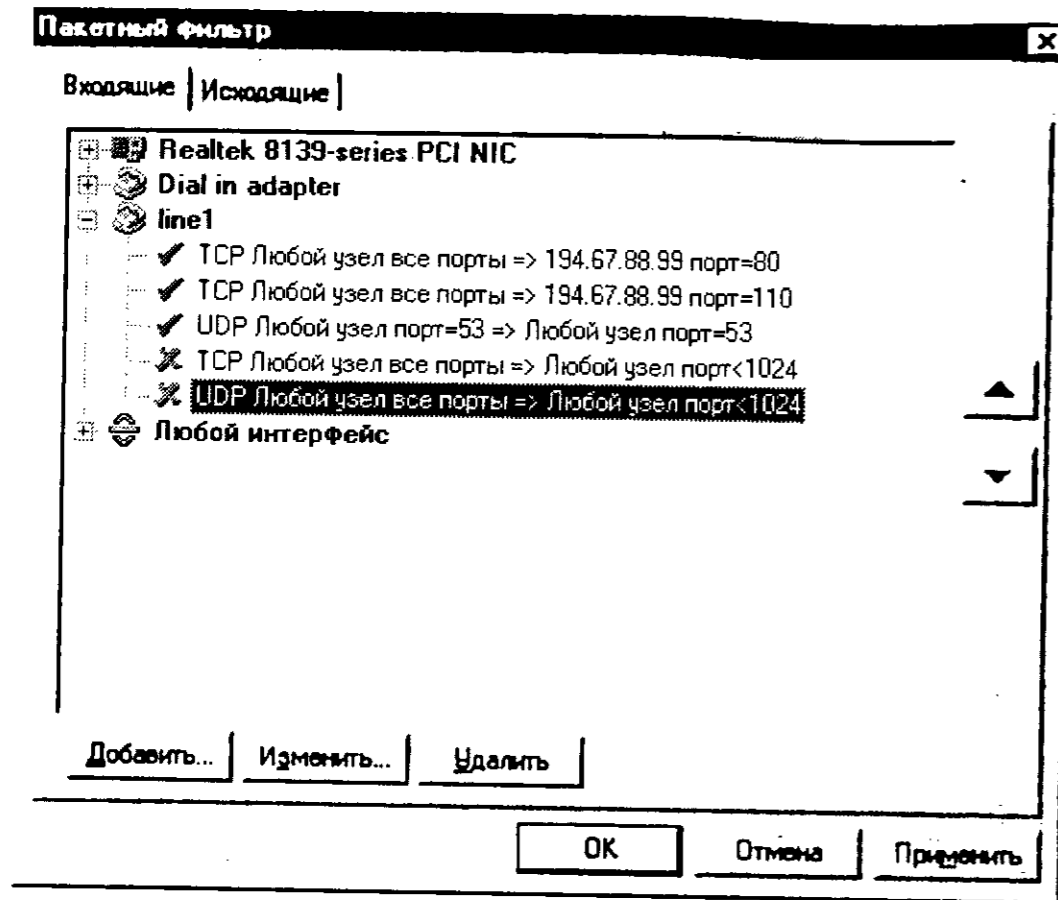 Пакетный фильтр
Входящие Исходящие
Realtek 8139-series PCI NIC
Dial in adapter
line1
TCP Любой узел все порты => 194.67.88.99 порт=80
TCP Любой узел все порты => 194.67.88.99 порт=110
UDP Любой узел порт=53 => Любой узел порт=53
TCP Любой узел все порты => Любой узел порт<1024
UDP Любой узел все порты => Любой узел порт<1024
Любой интерфейс
Добавить... Изменить... Удалить
OK Отмена Применить